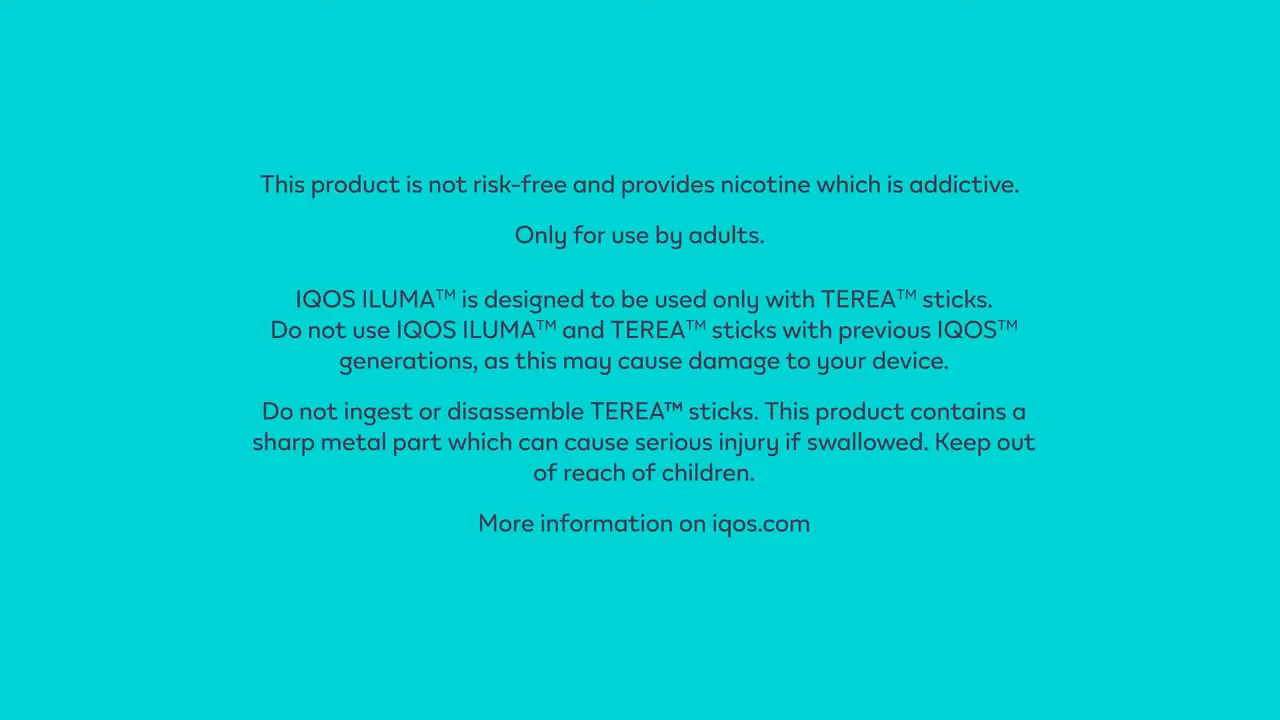 This product is not risk-free and provides nicotine which is addictive.
Only for use by adults.
IQOS ILUMA™ is designed to be used only with TEREA™ sticks.
Do not use IQOS ILUMA™ and TEREA™ sticks with previous IQOS™
generations, as this may cause damage to your device.
Do not ingest or disassemble TEREA™ sticks. This product contains a
sharp metal part which can cause serious injury if swallowed. Keep out
of reach of children.
More information on iqos.com